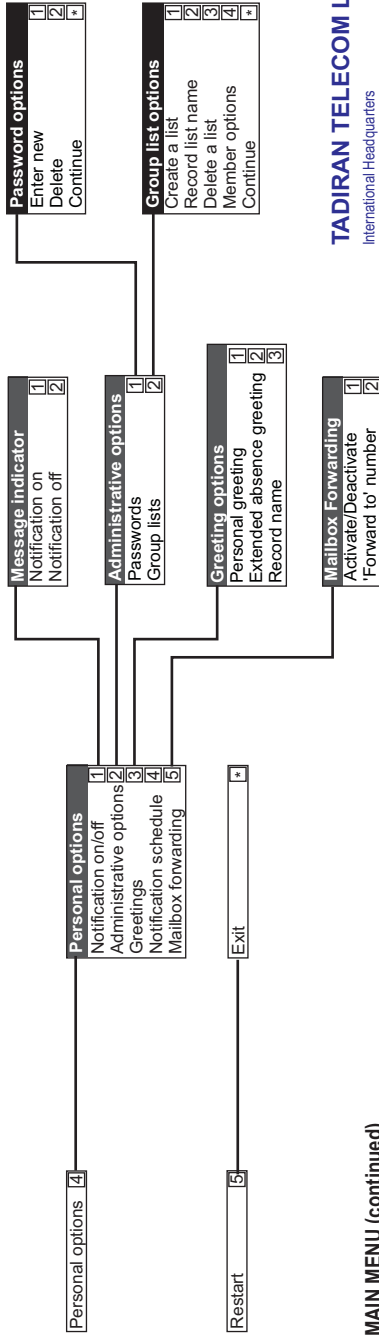 MAIN MENU (continued)
Personal options 4
Personal options
Notification on/off 1
Administrative options 2
Greetings 3
Notification schedule 4
Mailbox forwarding 5
Message indicator
Notification on 1
Notification off 2
Administrative options
Passwords 1
Group lists 2
Password options
Enter new 1
Delete 2
Continue *
Group list options
Create a list 1
Record list name 2
Delete a list 3
Member options 4
Continue *
Greeting options
Personal greeting 1
Extended absence greeting 2
Record name 3
Mailbox Forwarding
Activate/Deactivate 1
'Forward to' number 2
Restart 5
Exit *
TADIRAN TELECOM
International Headquarters